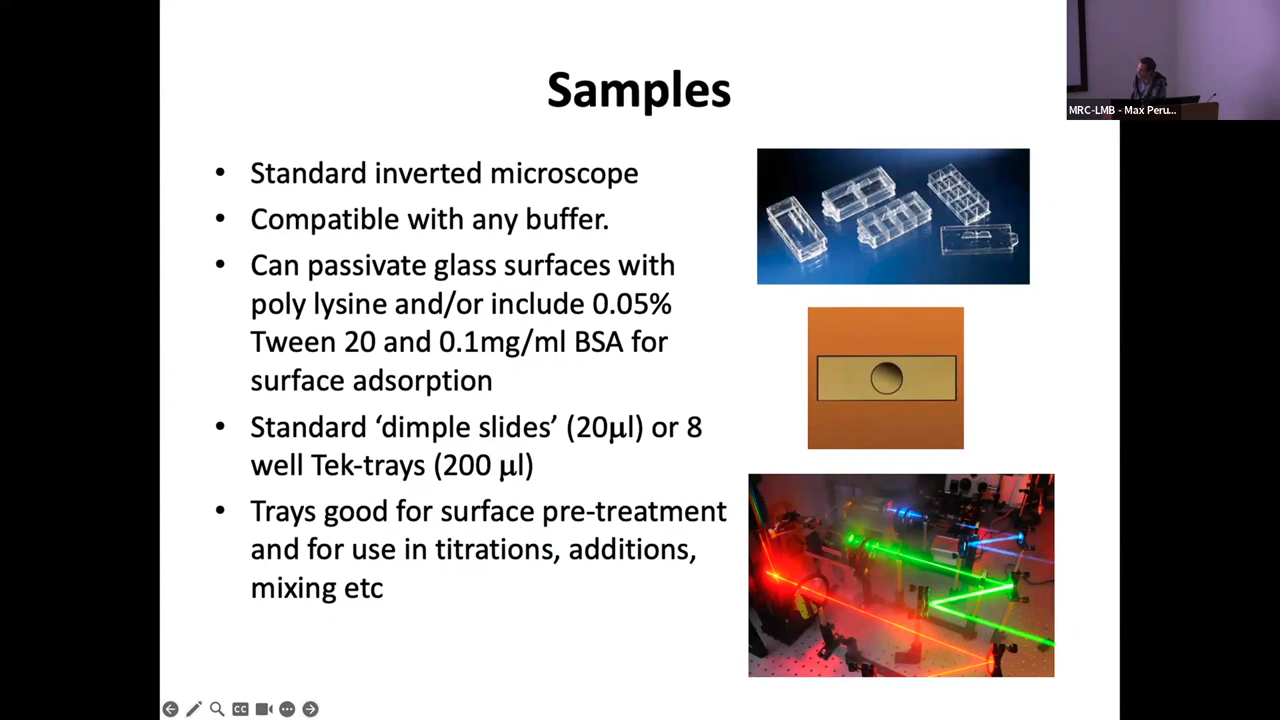 Samples
MRC-LMB - Max Peru...
• Standard inverted microscope
• Compatible with any buffer.
• Can passivate glass surfaces with
poly lysine and/or include 0.05%
Tween 20 and 0.1mg/ml BSA for
surface adsorption
• Standard ‘dimple slides’ (20μl) or 8
well Tek-trays (200 μl)
• Trays good for surface pre-treatment
and for use in titrations, additions,
mixing etc
CC